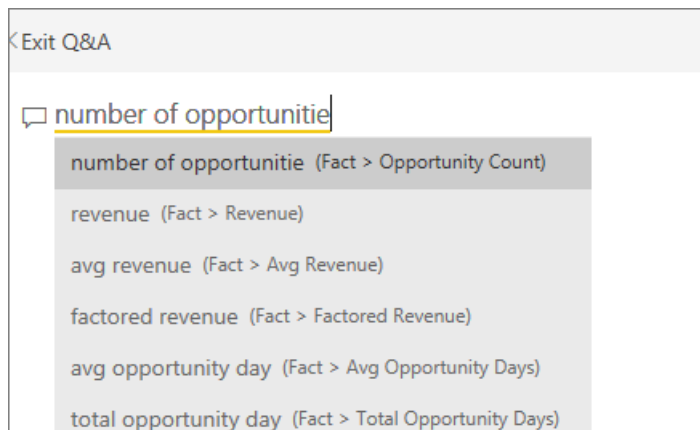 Exit Q&A
number of opportunitie
number of opportunitie (Fact > Opportunity Count)
revenue (Fact > Revenue)
avg revenue (Fact > Avg Revenue)
factored revenue (Fact > Factored Revenue)
avg opportunity day (Fact > Avg Opportunity Days)
total opportunity day (Fact > Total Opportunity Days)